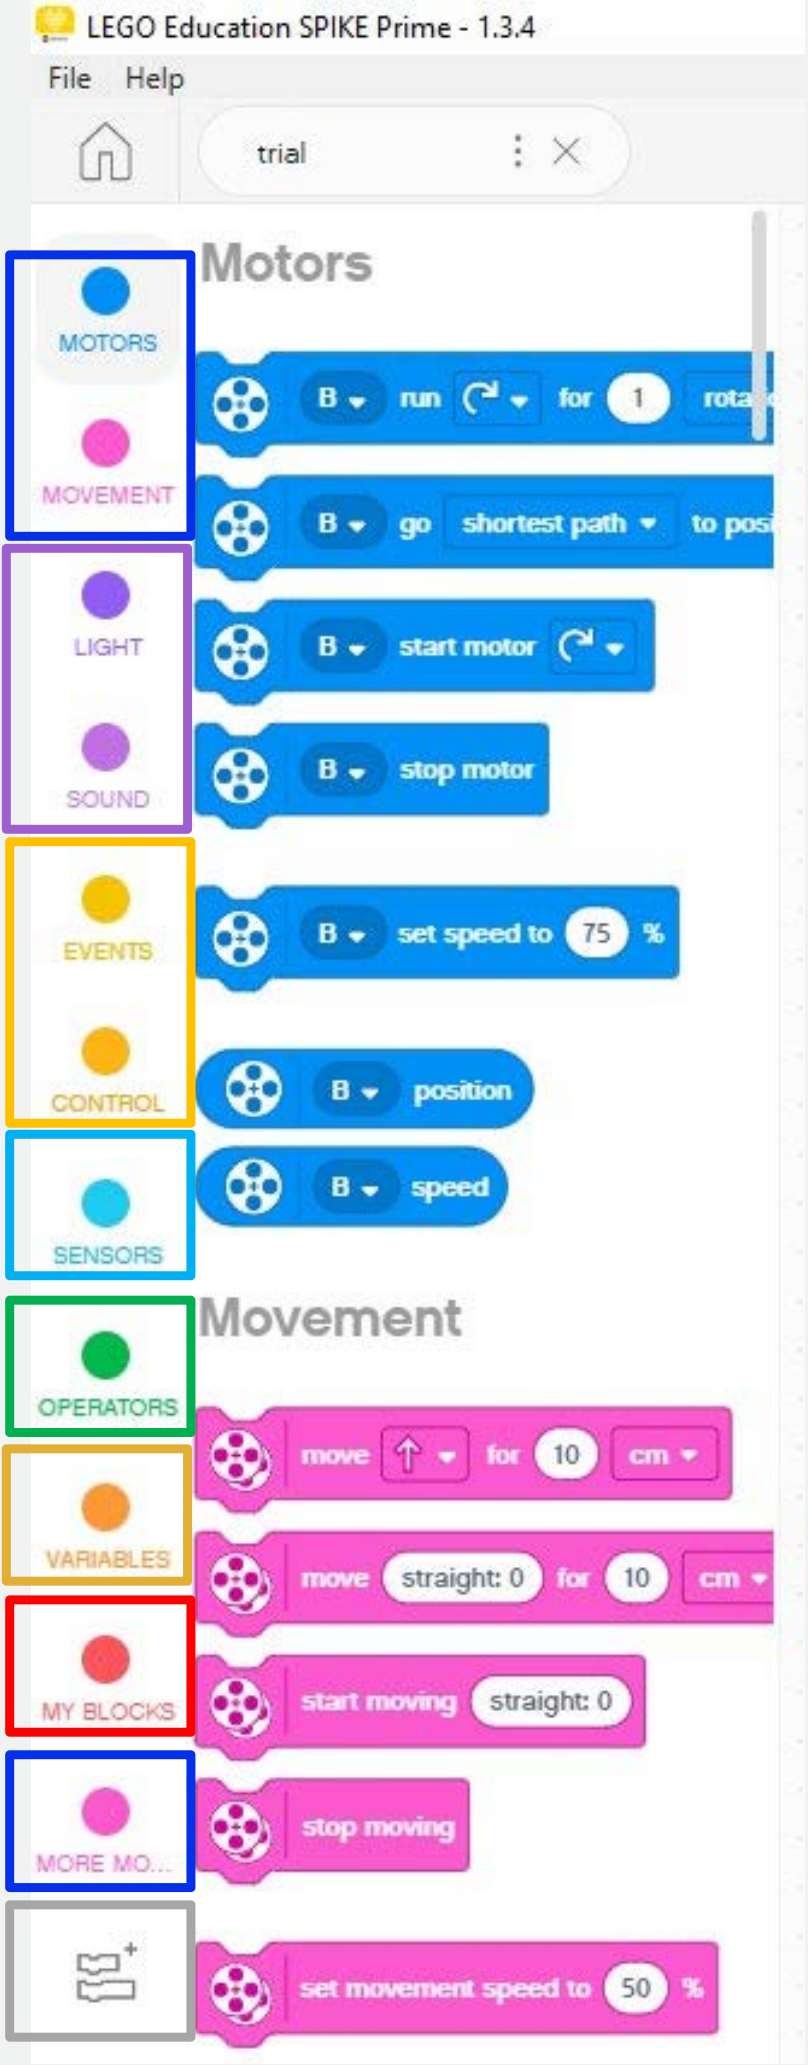 LEGO Education SPIKE Prime - 1.3.4
File Help
trial
Motors
MOTORS
B run for 1
MOVEMENT
B go shortest path to
LIGHT
B start motor
SOUND
B stop motor
EVENTS
B set speed to 75 %
CONTROL
B position
SENSORS
B speed
Movement
OPERATORS
move for 10 cm
VARIABLES
move straight: 0 for 10 cm
MY BLOCKS
start moving straight: 0
MORE MO...
stop moving
set movement speed to 50 %